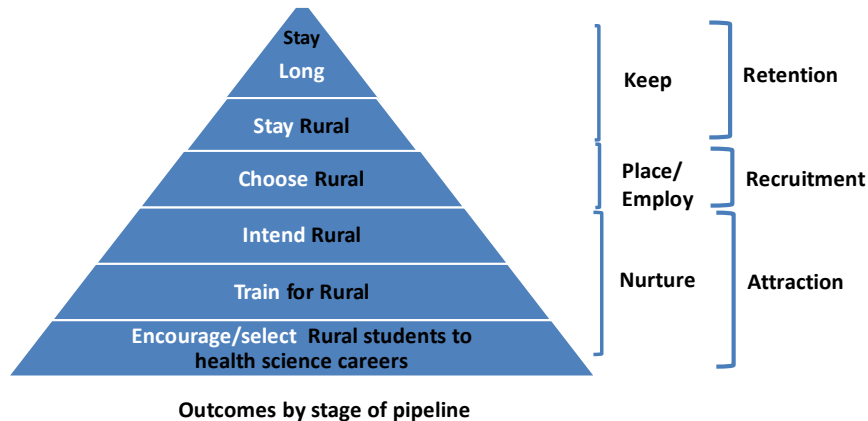 Stay
Long
Stay Rural
Choose Rural
Intend Rural
Train for Rural
Encourage/select Rural students to
health science careers
Keep
Retention
Place/
Employ
Recruitment
Nurture
Attraction
Outcomes by stage of pipeline